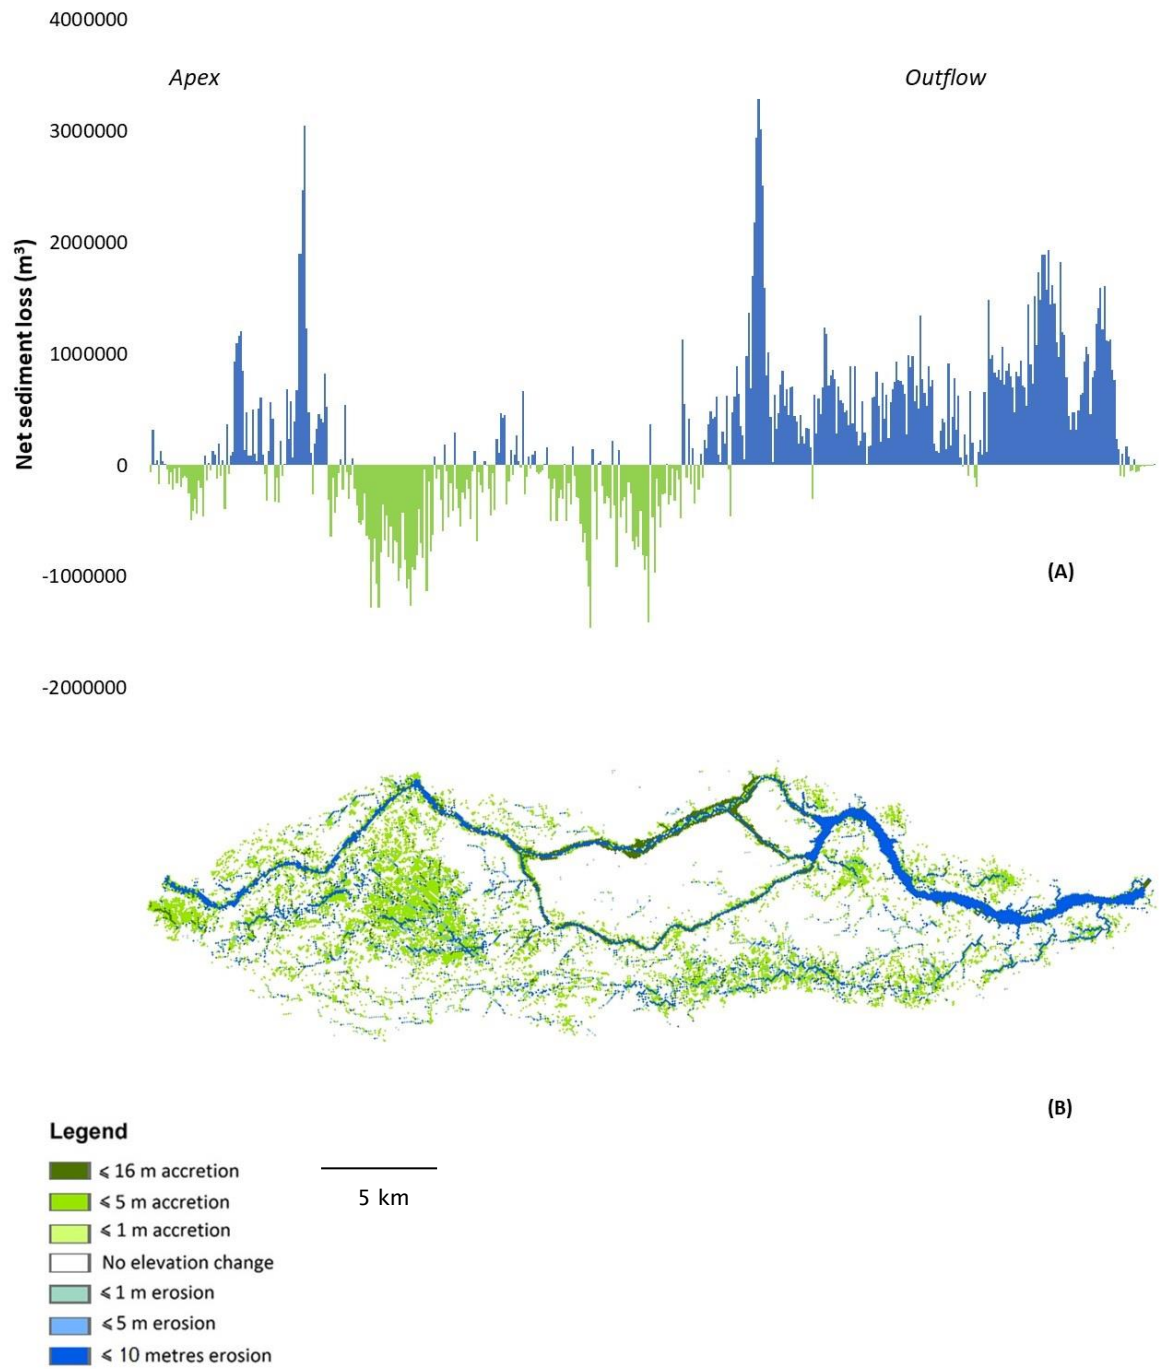 4000000
Apex
Outflow
3000000
2000000
Net sediment loss (m³)
1000000
0
-1000000
(A)
-2000000
(B)
Legend
⩽ 16 m accretion
⩽ 5 m accretion
⩽ 1 m accretion
No elevation change
⩽ 1 m erosion
⩽ 5 m erosion
⩽ 10 metres erosion
5 km